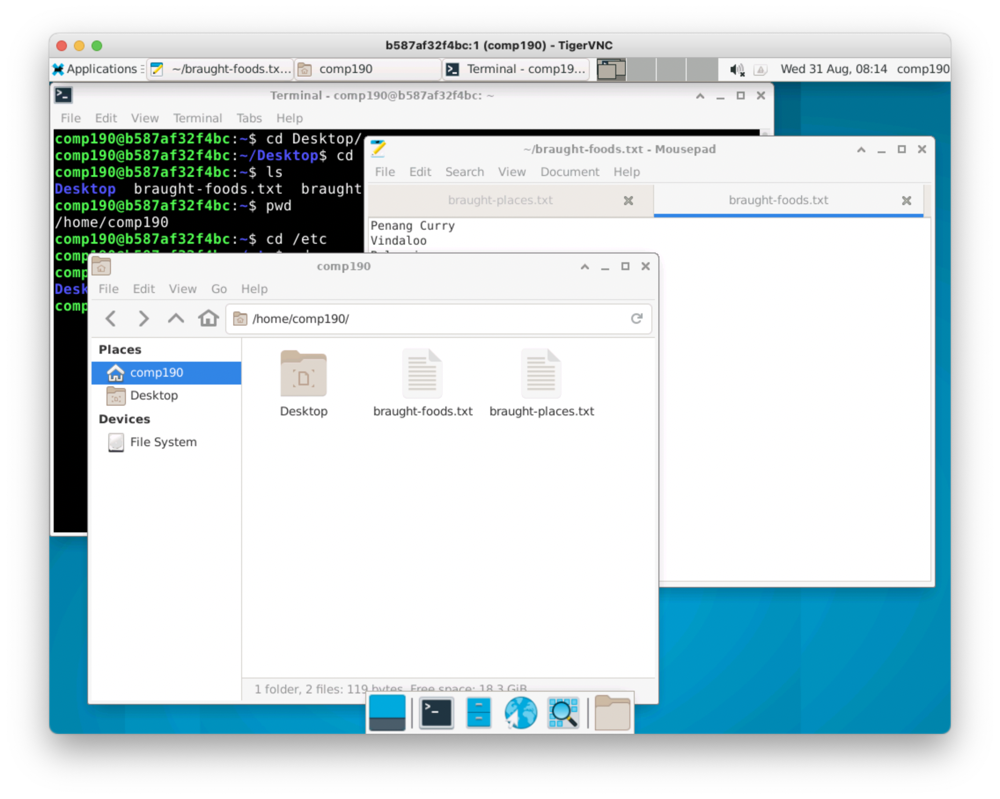 b587af32f4bc:1 (comp190) - TigerVNC
Applications ~/braught-foods.tx... comp190 Terminal - comp19... Wed 31 Aug, 08:14 comp190
Terminal - comp190@b587af32f4bc: ~
File Edit View Terminal Tabs Help
comp190@b587af32f4bc:~$ cd Desktop/
comp190@b587af32f4bc:~/Desktop$ cd
comp190@b587af32f4bc:~$ ls
Desktop braught-foods.txt braught
comp190@b587af32f4bc:~$ pwd
/home/comp190
comp190@b587af32f4bc:~$ cd /etc
comp
comp
Desk
comp
~/braught-foods.txt - Mousepad
File Edit Search View Document Help
braught-places.txt braught-foods.txt
Penang Curry
Vindaloo
comp190
File Edit View Go Help
/home/comp190/
Places
comp190
Desktop
Devices
File System
Desktop braught-foods.txt braught-places.txt
1 folder, 2 files: 119 bytes, Free space: 18.3 GiB